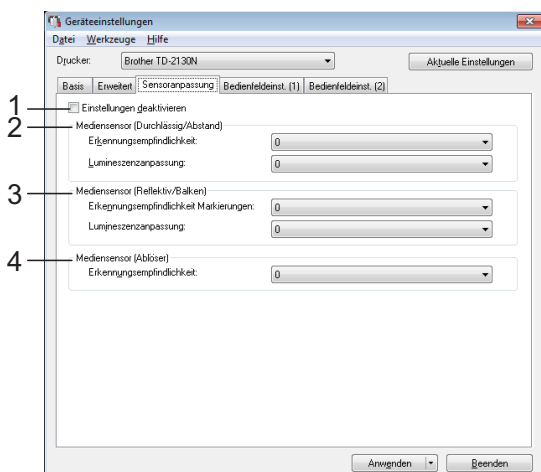 Geräteeinstellungen
Datei Werkzeuge Hilfe
Drucker: Brother TD-2130N Aktuelle Einstellungen
Basis Erweitert Sensoranpassung Bedienfeldeinst. (1) Bedienfeldeinst. (2)
1 Einstellungen deaktivieren
2 Mediensensor (Durchlässig/Abstand)
Erkennungsempfindlichkeit: 0
Lumineszenzanpassung: 0
3 Mediensensor (Reflektiv/Balken)
Erkennungsempfindlichkeit Markierungen: 0
Lumineszenzanpassung: 0
4 Mediensensor (Ablöser)
Erkennungsempfindlichkeit: 0
Anwenden Beenden